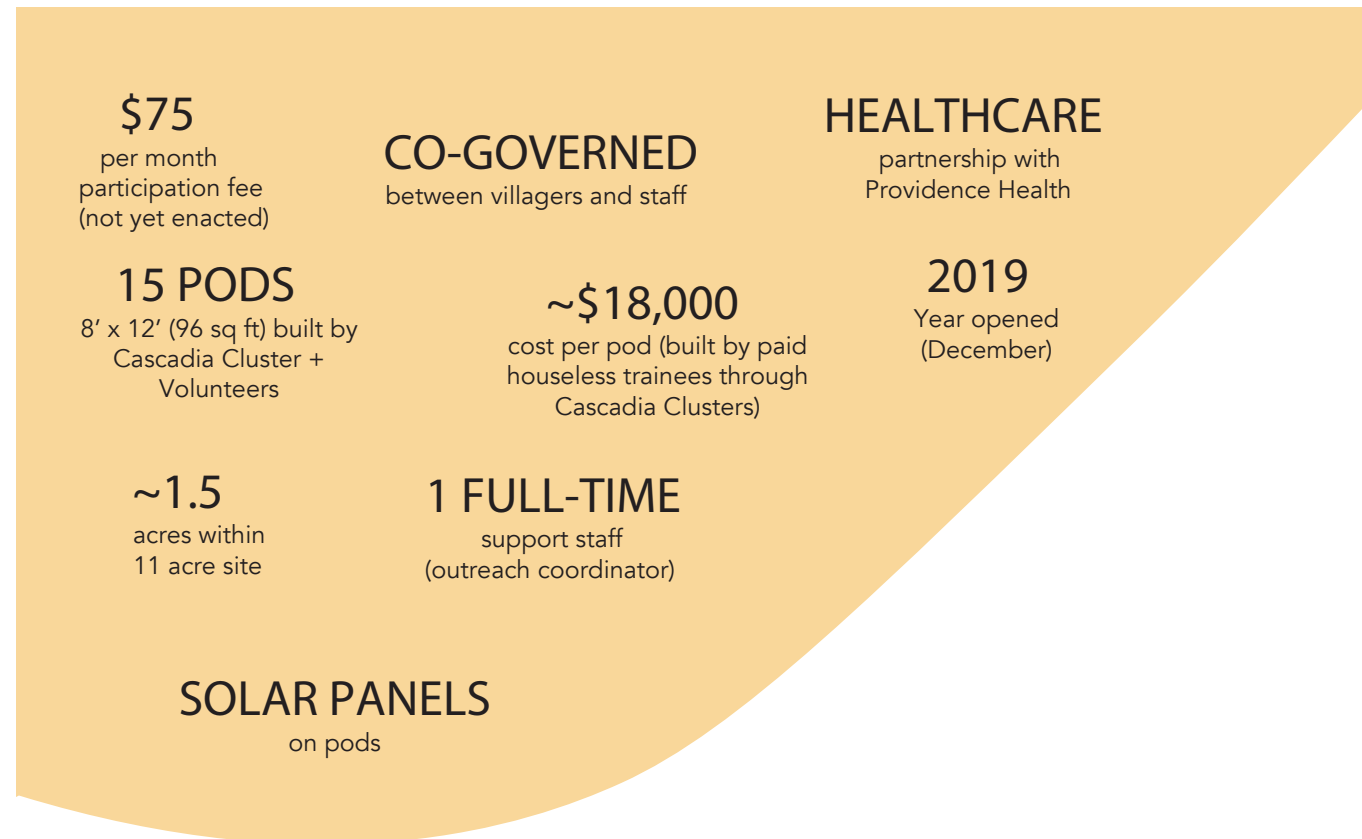 $75
per month
participation fee
(not yet enacted)
CO-GOVERNED
between villagers and staff
HEALTHCARE
partnership with
Providence Health
15 PODS
8’ x 12’ (96 sq ft) built by
Cascadia Cluster +
Volunteers
~$18,000
cost per pod (built by paid
houseless trainees through
Cascadia Clusters)
2019
Year opened
(December)
~1.5
acres within
11 acre site
1 FULL-TIME
support staff
(outreach coordinator)
SOLAR PANELS
on pods